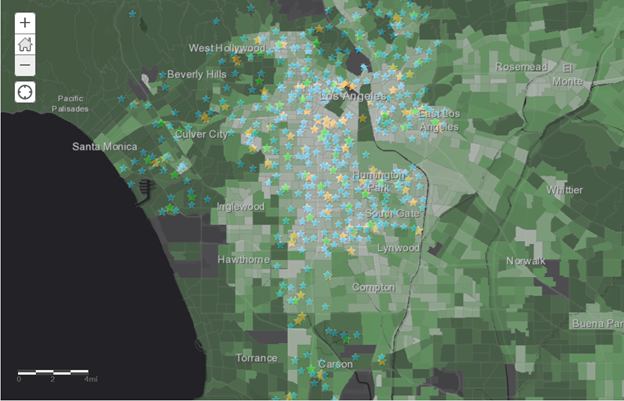 +
−
West Hollywood
Beverly Hills
Pacific
Palisades
Santa Monica
Culver City
Los Angeles
East Los
Angeles
Rosemead
El
Monte
Whittier
Huntington
Park
South Gate
Inglewood
Hawthorne
Lynwood
Compton
Norwalk
Buena Par
Torrance
Carson
0 2 4mi